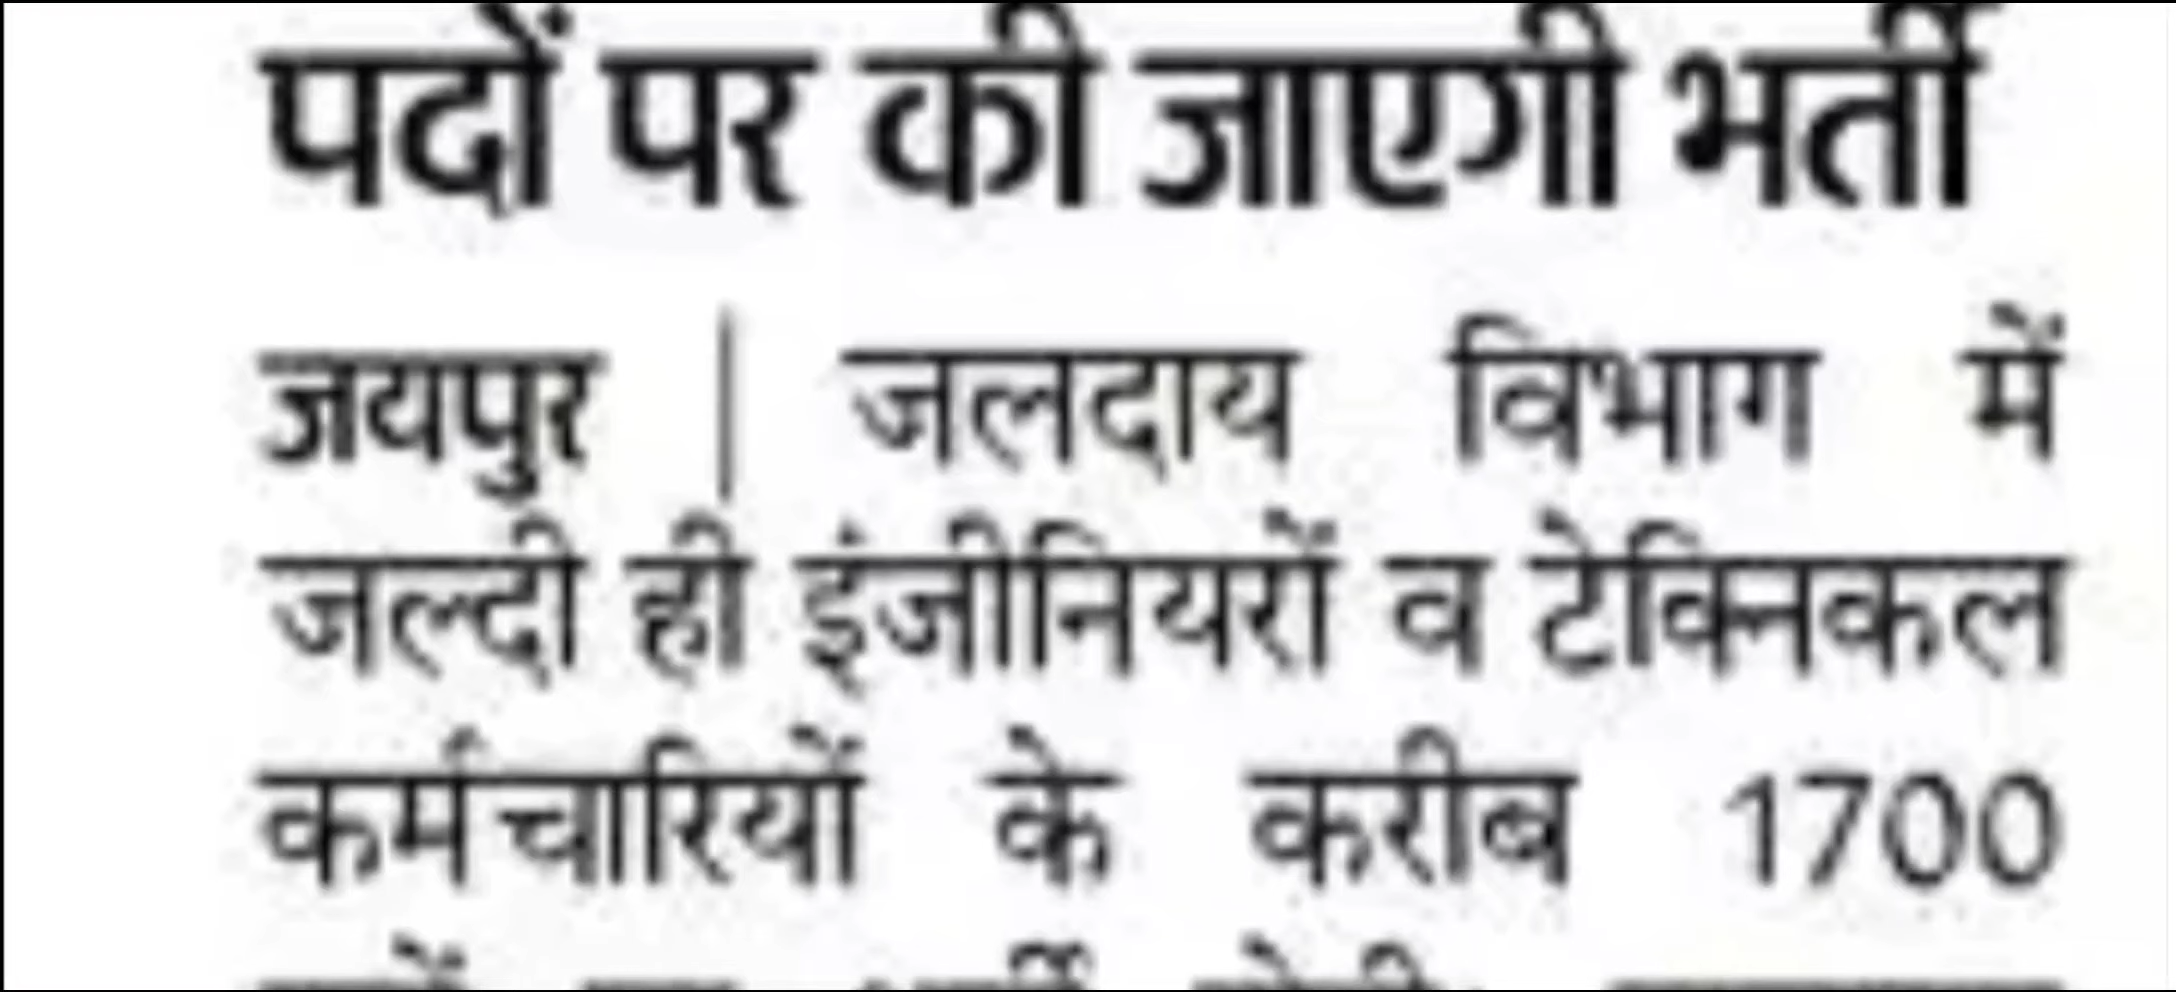 पदों पर की जाएगी भर्ती
जयपुर | जलदाय विभाग में
जल्दी ही इंजीनियरों व टेक्निकल
कर्मचारियों के करीब 1700